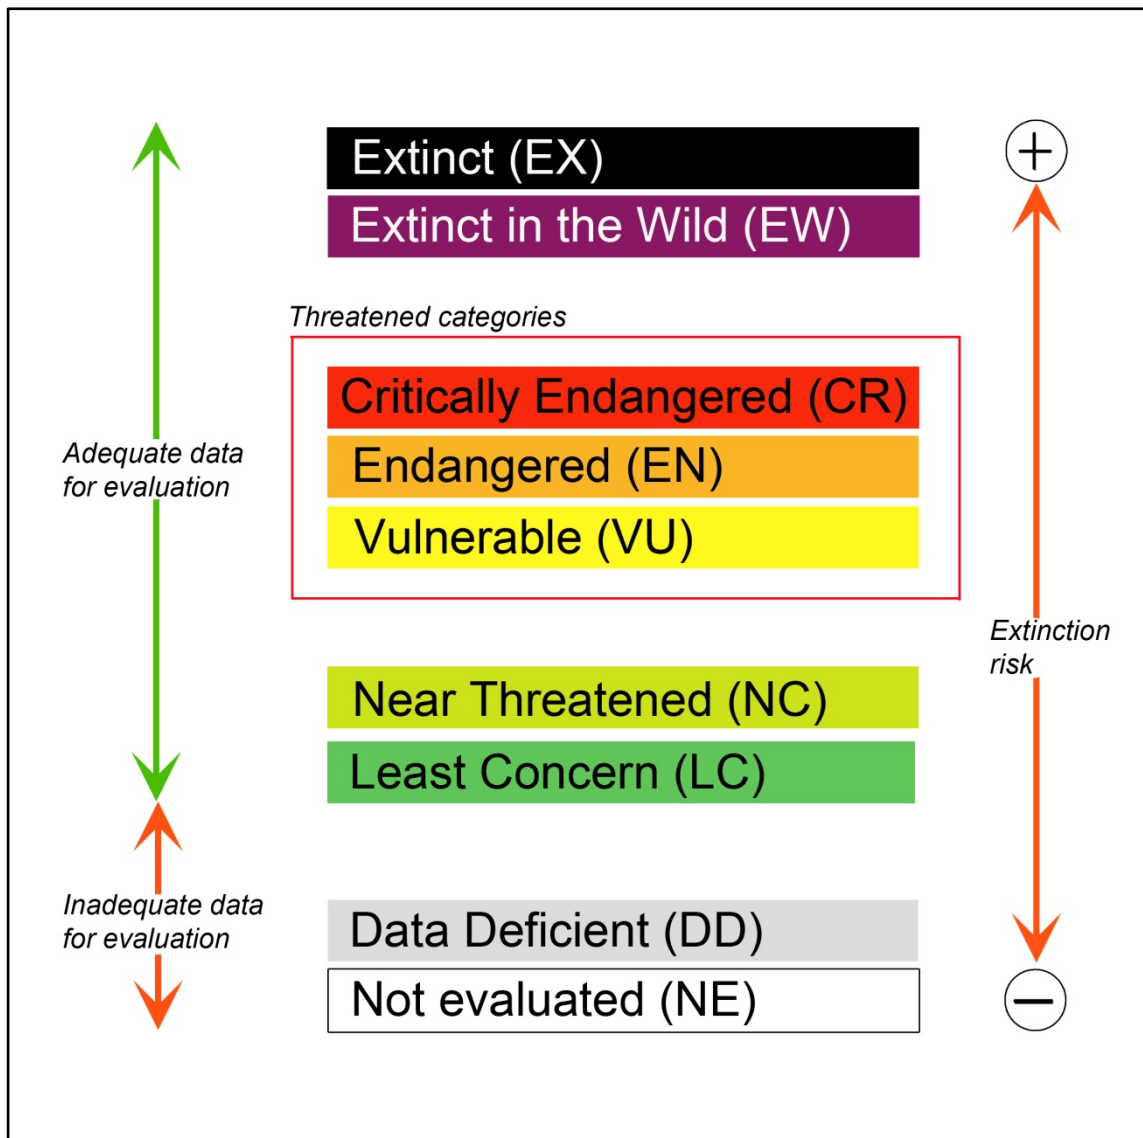 Extinct (EX)
Extinct in the Wild (EW)
Threatened categories
Critically Endangered (CR)
Endangered (EN)
Vulnerable (VU)
Adequate data
for evaluation
Extinction
risk
Near Threatened (NC)
Least Concern (LC)
Inadequate data
for evaluation
Data Deficient (DD)
Not evaluated (NE)